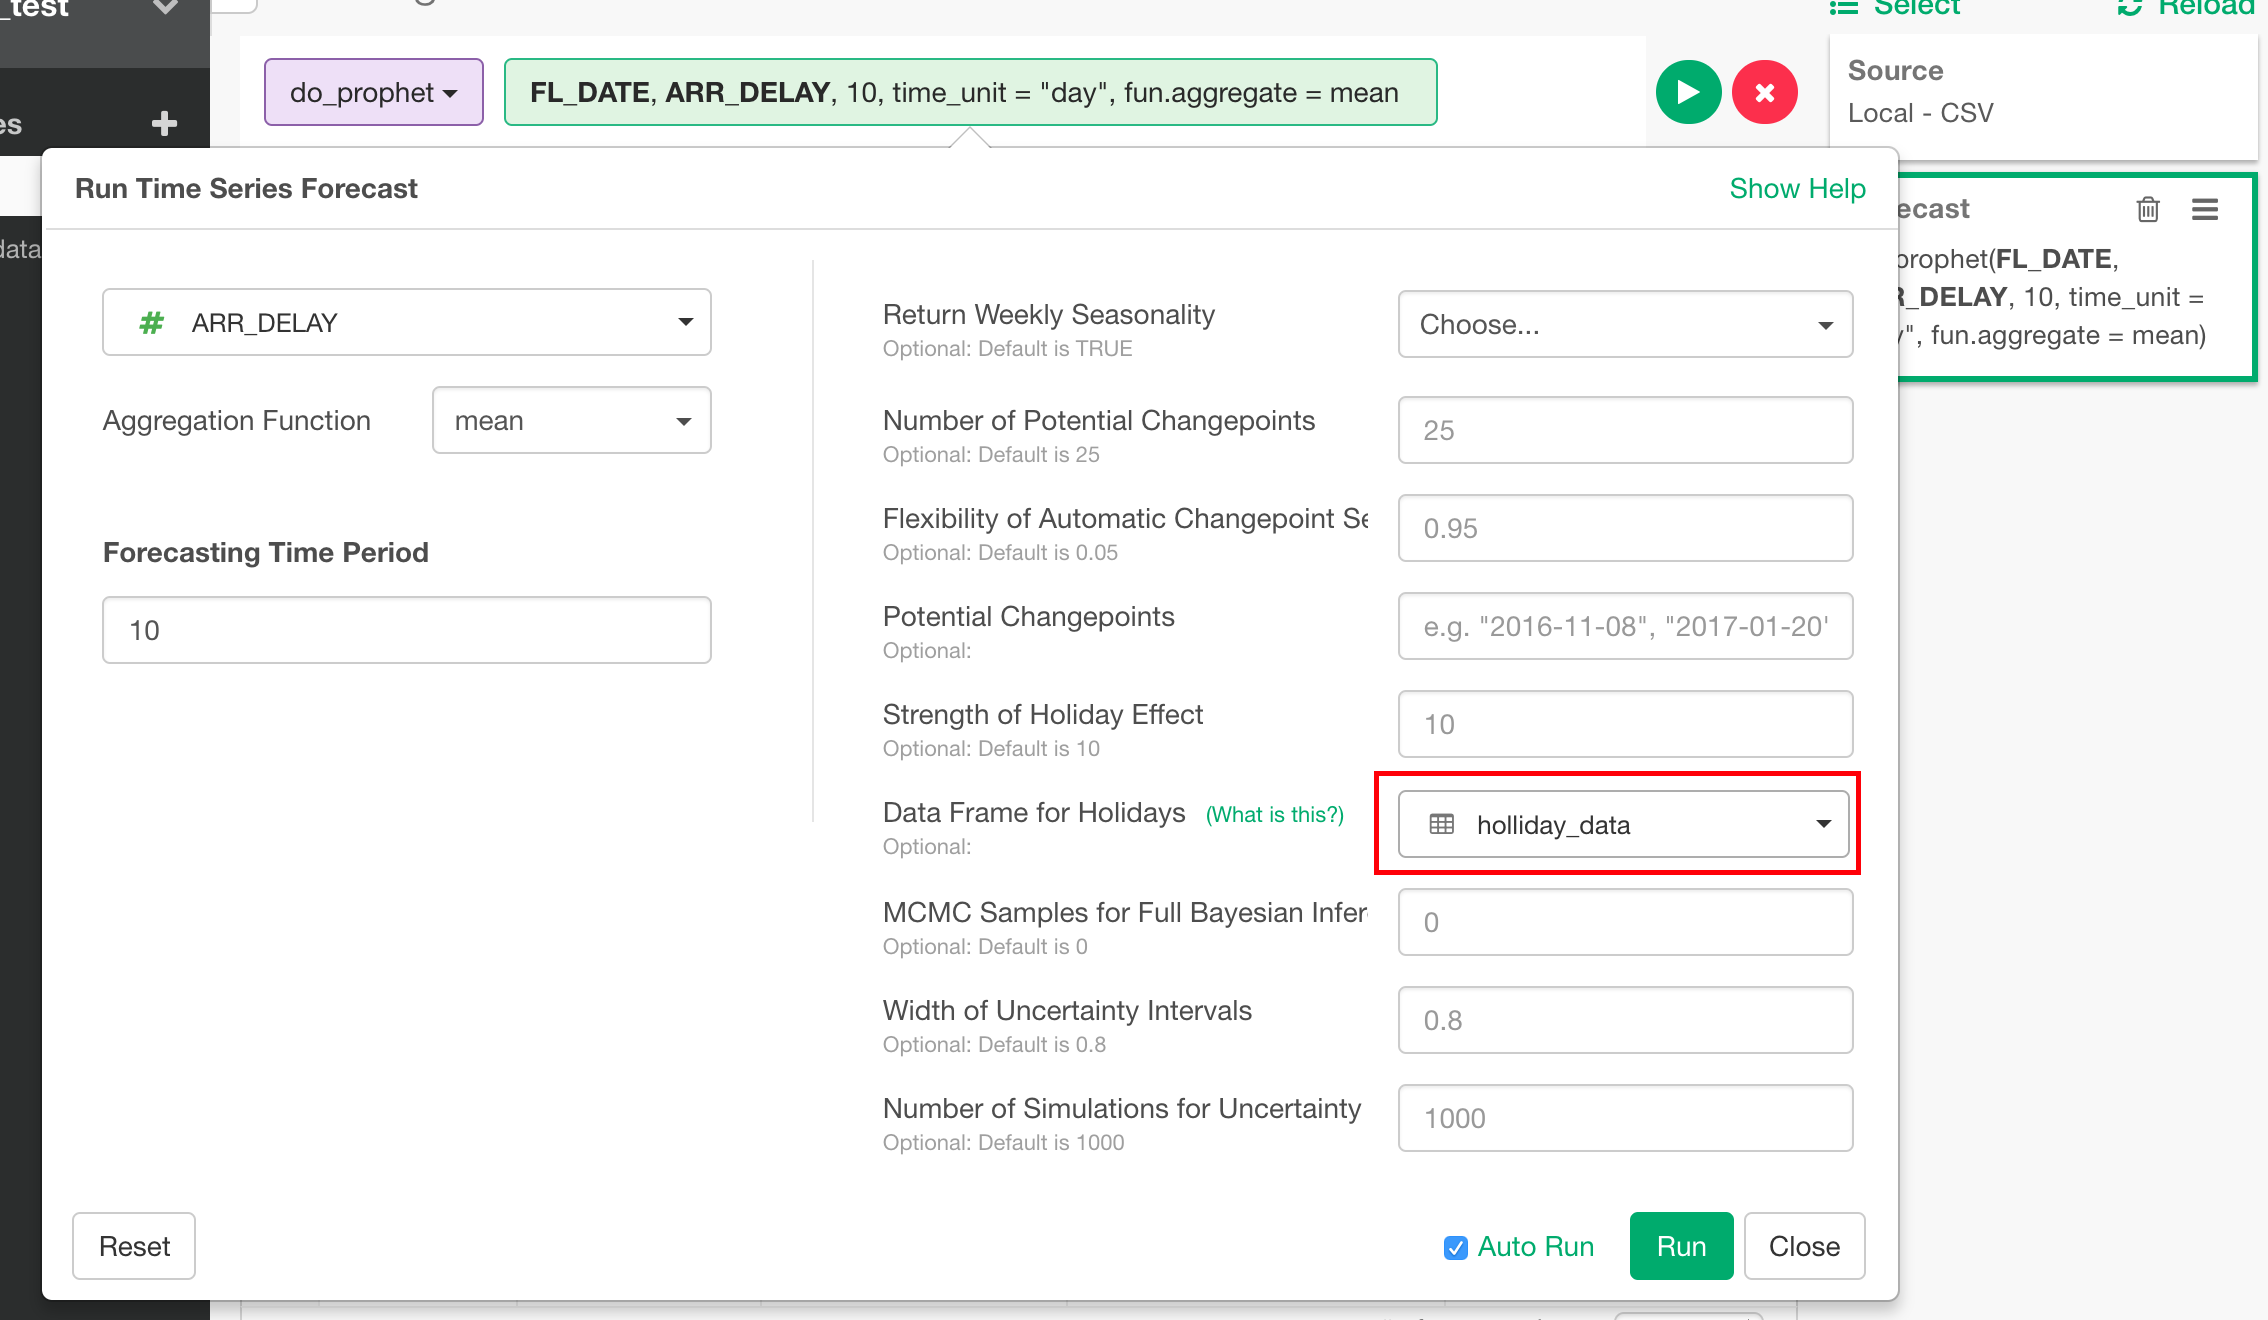 _test
Select
Reload
do_prophet
FL_DATE, ARR_DELAY, 10, time_unit = "day", fun.aggregate = mean
Source
Local - CSV
es
Run Time Series Forecast
Show Help
ecast
data
prophet(FL_DATE,
R_DELAY, 10, time_unit =
y", fun.aggregate = mean)
ARR_DELAY
Aggregation Function
mean
Forecasting Time Period
10
Return Weekly Seasonality
Optional: Default is TRUE
Choose...
Number of Potential Changepoints
Optional: Default is 25
25
Flexibility of Automatic Changepoint Se
Optional: Default is 0.05
0.95
Potential Changepoints
Optional:
e.g. "2016-11-08", "2017-01-20'
Strength of Holiday Effect
Optional: Default is 10
10
Data Frame for Holidays (What is this?)
Optional:
holliday_data
MCMC Samples for Full Bayesian Infer
Optional: Default is 0
0
Width of Uncertainty Intervals
Optional: Default is 0.8
0.8
Number of Simulations for Uncertainty
Optional: Default is 1000
1000
Reset
Auto Run
Run
Close